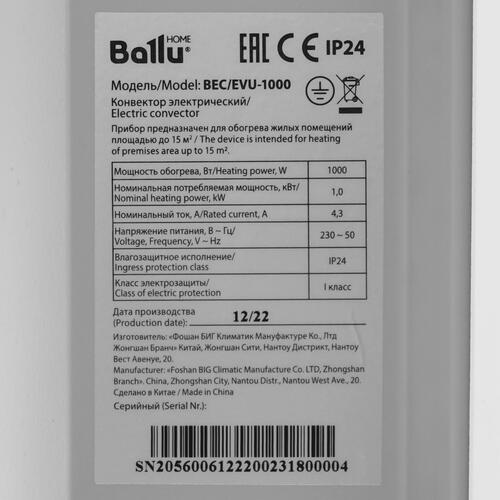 HOME
Ballu®
EAC CE IP24
Модель/Model: BEC/EVU-1000
Конвектор электрический/
Electric convector
Прибор предназначен для обогрева жилых помещений
площадью до 15 м² / The device is intended for heating
of premises area up to 15 m².
Мощность обогрева, Вт/Heating power, W 1000
Номинальная потребляемая мощность, кВт/
Nominal heating power, kW 1,0
Номинальный ток, А/Rated current, A 4,3
Напряжение питания, В ~ Гц/
Voltage, Frequency, V ~ Hz 230 ~ 50
Влагозащитное исполнение/
Ingress protection class IP24
Класс электрозащиты/
Class of electric protection I класс
Дата производства
(Production date): 12/22
Изготовитель: «Фошан БИГ Климатик Мануфактуре Ко., Лтд
Жонгшан Бранч» Китай, Жонгшан Сити, Нантоу Дистрит, Нантоу
Вест Авенуе, 20.
Manufacturer: «Foshan BIG Climatic Manufacture Co. LTD, Zhongshan
Branch». China, Zhongshan City, Nantou Distr., Nantou West Ave., 20.
Сделано в Китае / Made in China
Серийный (Serial Nr.):
SN2056006122200231800004